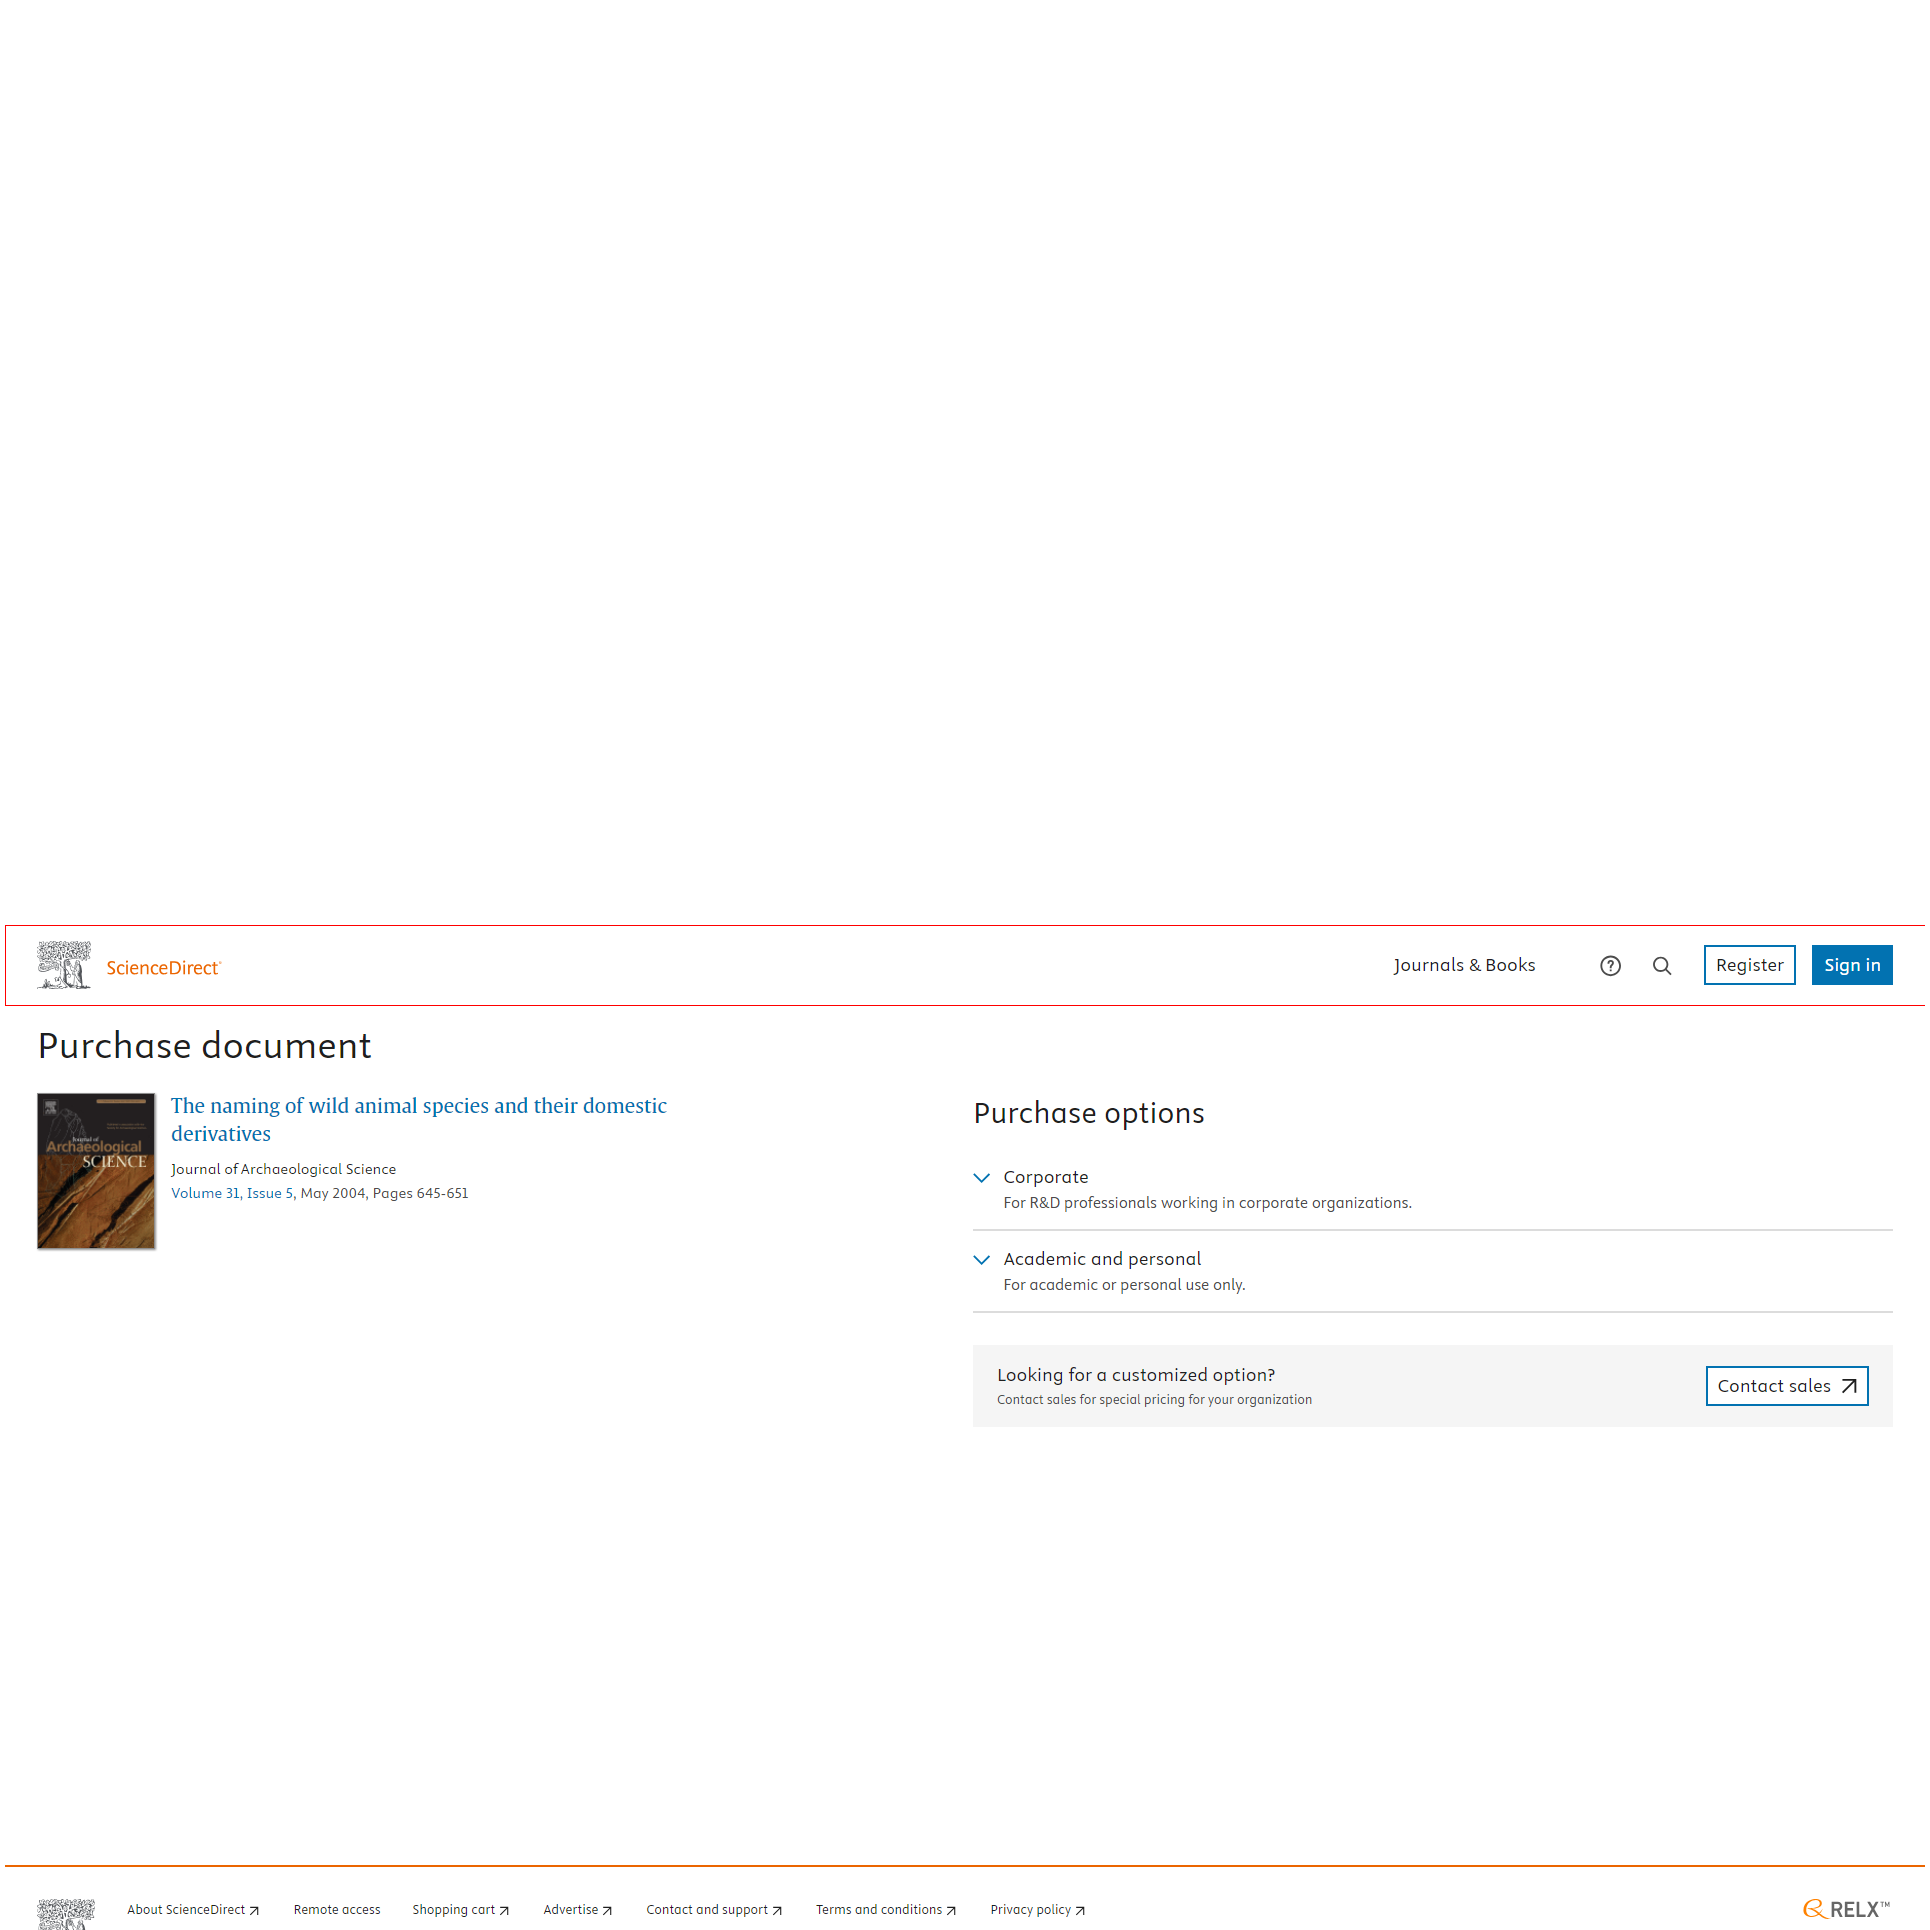 ScienceDirect
Journals & Books
Register
Sign in
Purchase document
Journal of
Archaeological
SCIENCE
The naming of wild animal species and their domestic
derivatives
Journal of Archaeological Science
Volume 31, Issue 5, May 2004, Pages 645-651
Purchase options
Corporate
For R&D professionals working in corporate organizations.
Academic and personal
For academic or personal use only.
Looking for a customized option?
Contact sales for special pricing for your organization
Contact sales
About ScienceDirect
Remote access
Shopping cart
Advertise
Contact and support
Terms and conditions
Privacy policy
RELX™